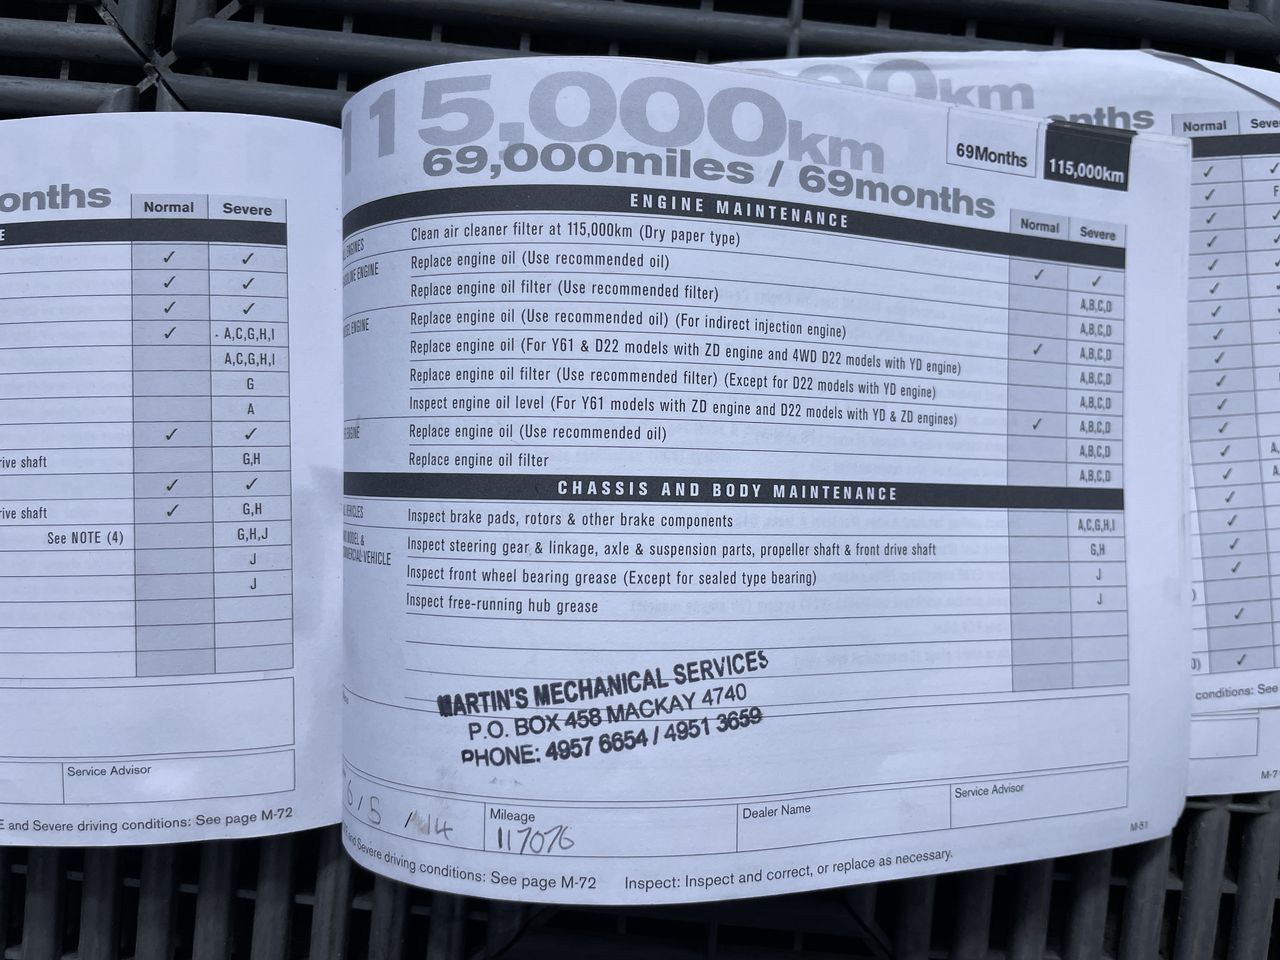 onths
Normal Severe
E
✓ ✓
✓ ✓
✓ ✓
✓ A,C,G,H,I
A,C,G,H,I
G
A
✓ ✓
rive shaft G,H
✓ ✓
rive shaft ✓ G,H
See NOTE (4) G,H,J
J
J
Service Advisor
E and Severe driving conditions: See page M-72
115,000km
69,000miles / 69months
69Months 115,000km
ENGINE MAINTENANCE
Normal Severe
Clean air cleaner filter at 115,000km (Dry paper type) ✓ ✓
Replace engine oil (Use recommended oil) A,B,C,D
Replace engine oil filter (Use recommended filter) A,B,C,D
Replace engine oil (Use recommended oil) (For indirect injection engine) ✓ A,B,C,D
Replace engine oil (For Y61 & D22 models with ZD engine and 4WD D22 models with YD engine) A,B,C,D
Replace engine oil filter (Use recommended filter) (Except for D22 models with YD engine) A,B,C,D
Inspect engine oil level (For Y61 models with ZD engine and D22 models with YD & ZD engines) ✓ A,B,C,D
Replace engine oil (Use recommended oil) A,B,C,D
Replace engine oil filter A,B,C,D
CHASSIS AND BODY MAINTENANCE
Inspect brake pads, rotors & other brake components A,C,G,H,I
Inspect steering gear & linkage, axle & suspension parts, propeller shaft & front drive shaft G,H
Inspect front wheel bearing grease (Except for sealed type bearing) J
Inspect free-running hub grease J
MARTIN'S MECHANICAL SERVICES
P.O. BOX 458 MACKAY 4740
PHONE: 4957 6654 / 4951 3659
6/5/14
Mileage
117076
Dealer Name
Service Advisor
and Severe driving conditions: See page M-72 Inspect: Inspect and correct, or replace as necessary.
M-51
00km
onths
Normal Seve
conditions: See
M-7